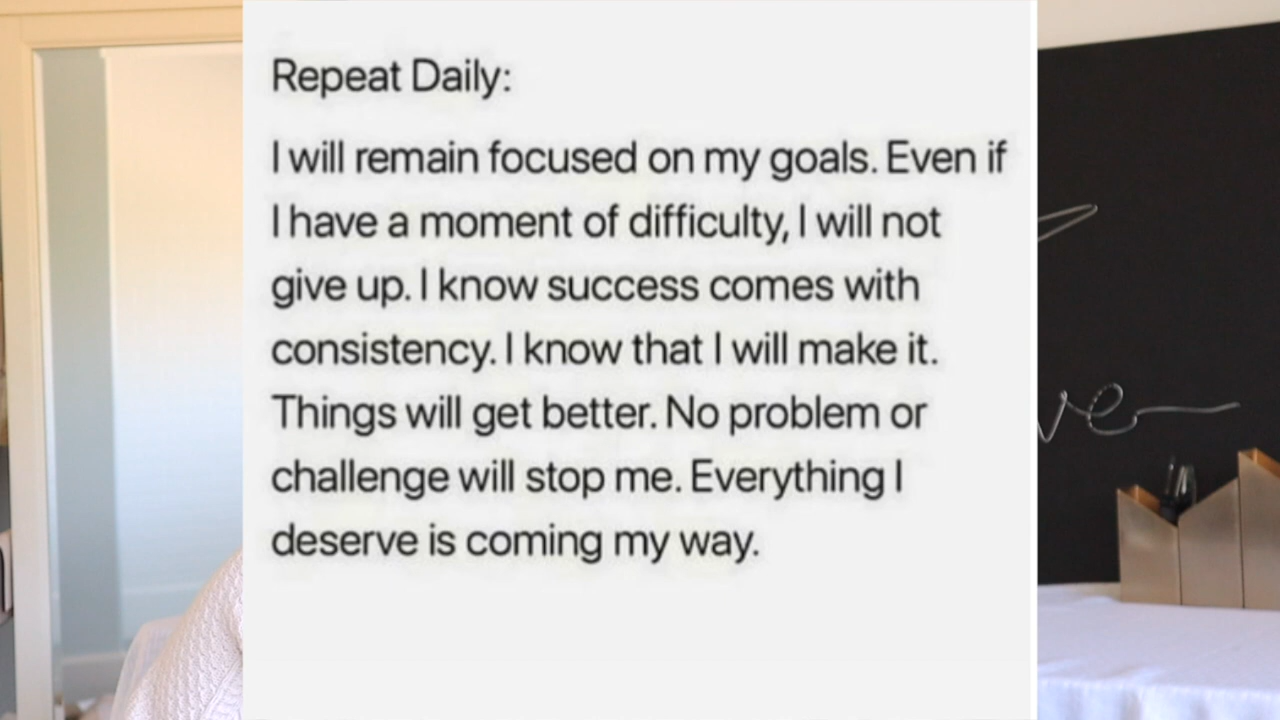 Repeat Daily:
I will remain focused on my goals. Even if
I have a moment of difficulty, I will not
give up. I know success comes with
consistency. I know that I will make it.
Things will get better. No problem or
challenge will stop me. Everything I
deserve is coming my way.